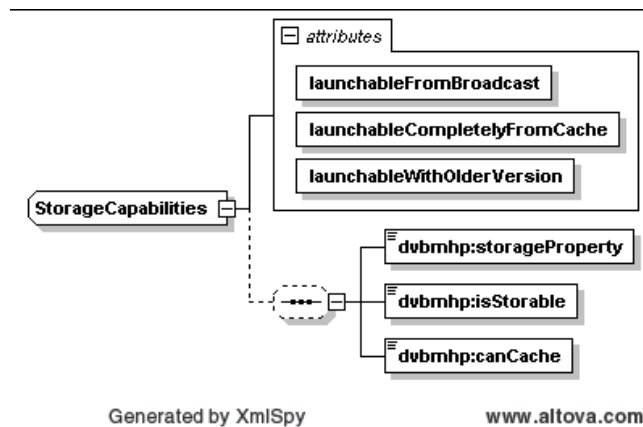 attributes
launchableFromBroadcast
launchableCompletelyFromCache
launchableWithOlderVersion
StorageCapabilities
dvbmhp:storageProperty
dvbmhp:isStorable
dvbmhp:canCache
Generated by XmlSpy
www.altova.com